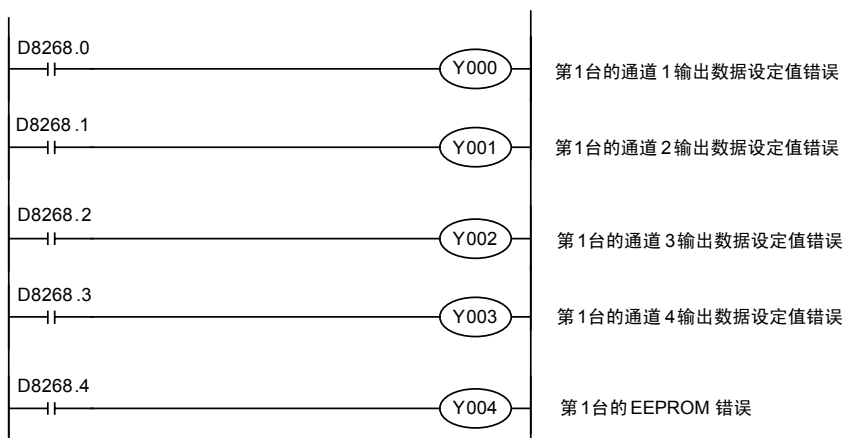 D8268.0
Y000 第1台的通道1输出数据设定值错误
D8268.1
Y001 第1台的通道2输出数据设定值错误
D8268.2
Y002 第1台的通道3输出数据设定值错误
D8268.3
Y003 第1台的通道4输出数据设定值错误
D8268.4
Y004 第1台的EEPROM 错误